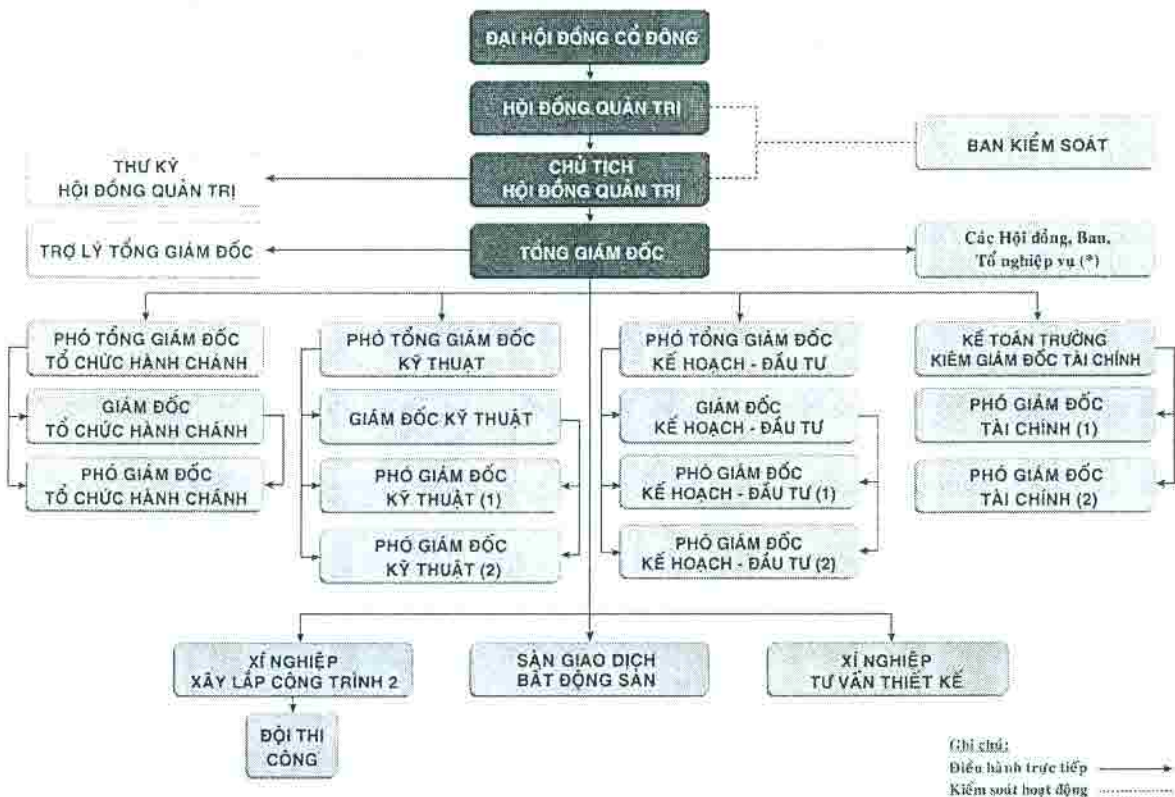 ĐẠI HỘI ĐỒNG CỔ ĐÔNG
HỘI ĐỒNG QUẢN TRỊ
BAN KIỂM SOÁT
THƯ KÝ
HỘI ĐỒNG QUẢN TRỊ
CHỦ TỊCH
HỘI ĐỒNG QUẢN TRỊ
TRỢ LÝ TỔNG GIÁM ĐỐC
TỔNG GIÁM ĐỐC
Các Hội đồng, Ban,
Tổ nghiệp vụ (*)
PHÓ TỔNG GIÁM ĐỐC
TỔ CHỨC HÀNH CHÁNH
PHÓ TỔNG GIÁM ĐỐC
KỸ THUẬT
PHÓ TỔNG GIÁM ĐỐC
KẾ HOẠCH - ĐẦU TƯ
KẾ TOÁN TRƯỞNG
KIÊM GIÁM ĐỐC TÀI CHÍNH
GIÁM ĐỐC
TỔ CHỨC HÀNH CHÁNH
GIÁM ĐỐC KỸ THUẬT
GIÁM ĐỐC
KẾ HOẠCH - ĐẦU TƯ
PHÓ GIÁM ĐỐC
TÀI CHÍNH (1)
PHÓ GIÁM ĐỐC
TỔ CHỨC HÀNH CHÁNH
PHÓ GIÁM ĐỐC
KỸ THUẬT (1)
PHÓ GIÁM ĐỐC
KẾ HOẠCH - ĐẦU TƯ (1)
PHÓ GIÁM ĐỐC
TÀI CHÍNH (2)
PHÓ GIÁM ĐỐC
KỸ THUẬT (2)
PHÓ GIÁM ĐỐC
KẾ HOẠCH - ĐẦU TƯ (2)
XÍ NGHIỆP
XÂY LẮP CÔNG TRÌNH 2
SÀN GIAO DỊCH
BẤT ĐỘNG SẢN
XÍ NGHIỆP
TƯ VẤN THIẾT KẾ
ĐỘI THI
CÔNG
Ghi chú:
Điều hành trực tiếp
Kiểm soát hoạt động